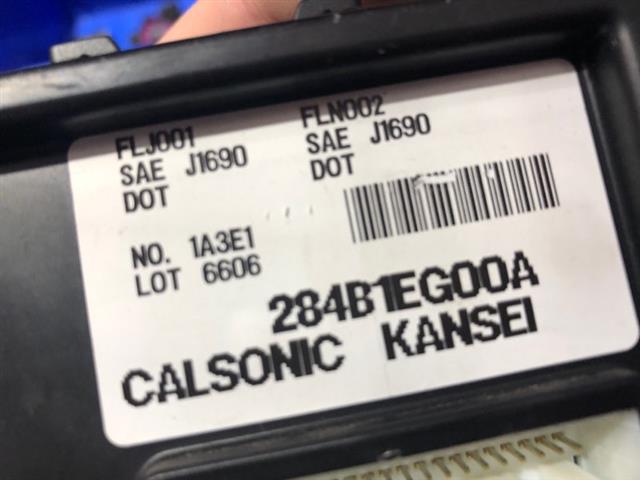 FLJ001
SAE J1690
DOT
FLN002
SAE J1690
DOT
NO. 1A3E1
LOT 6606
284B1EG00A
CALSONIC KANSEI